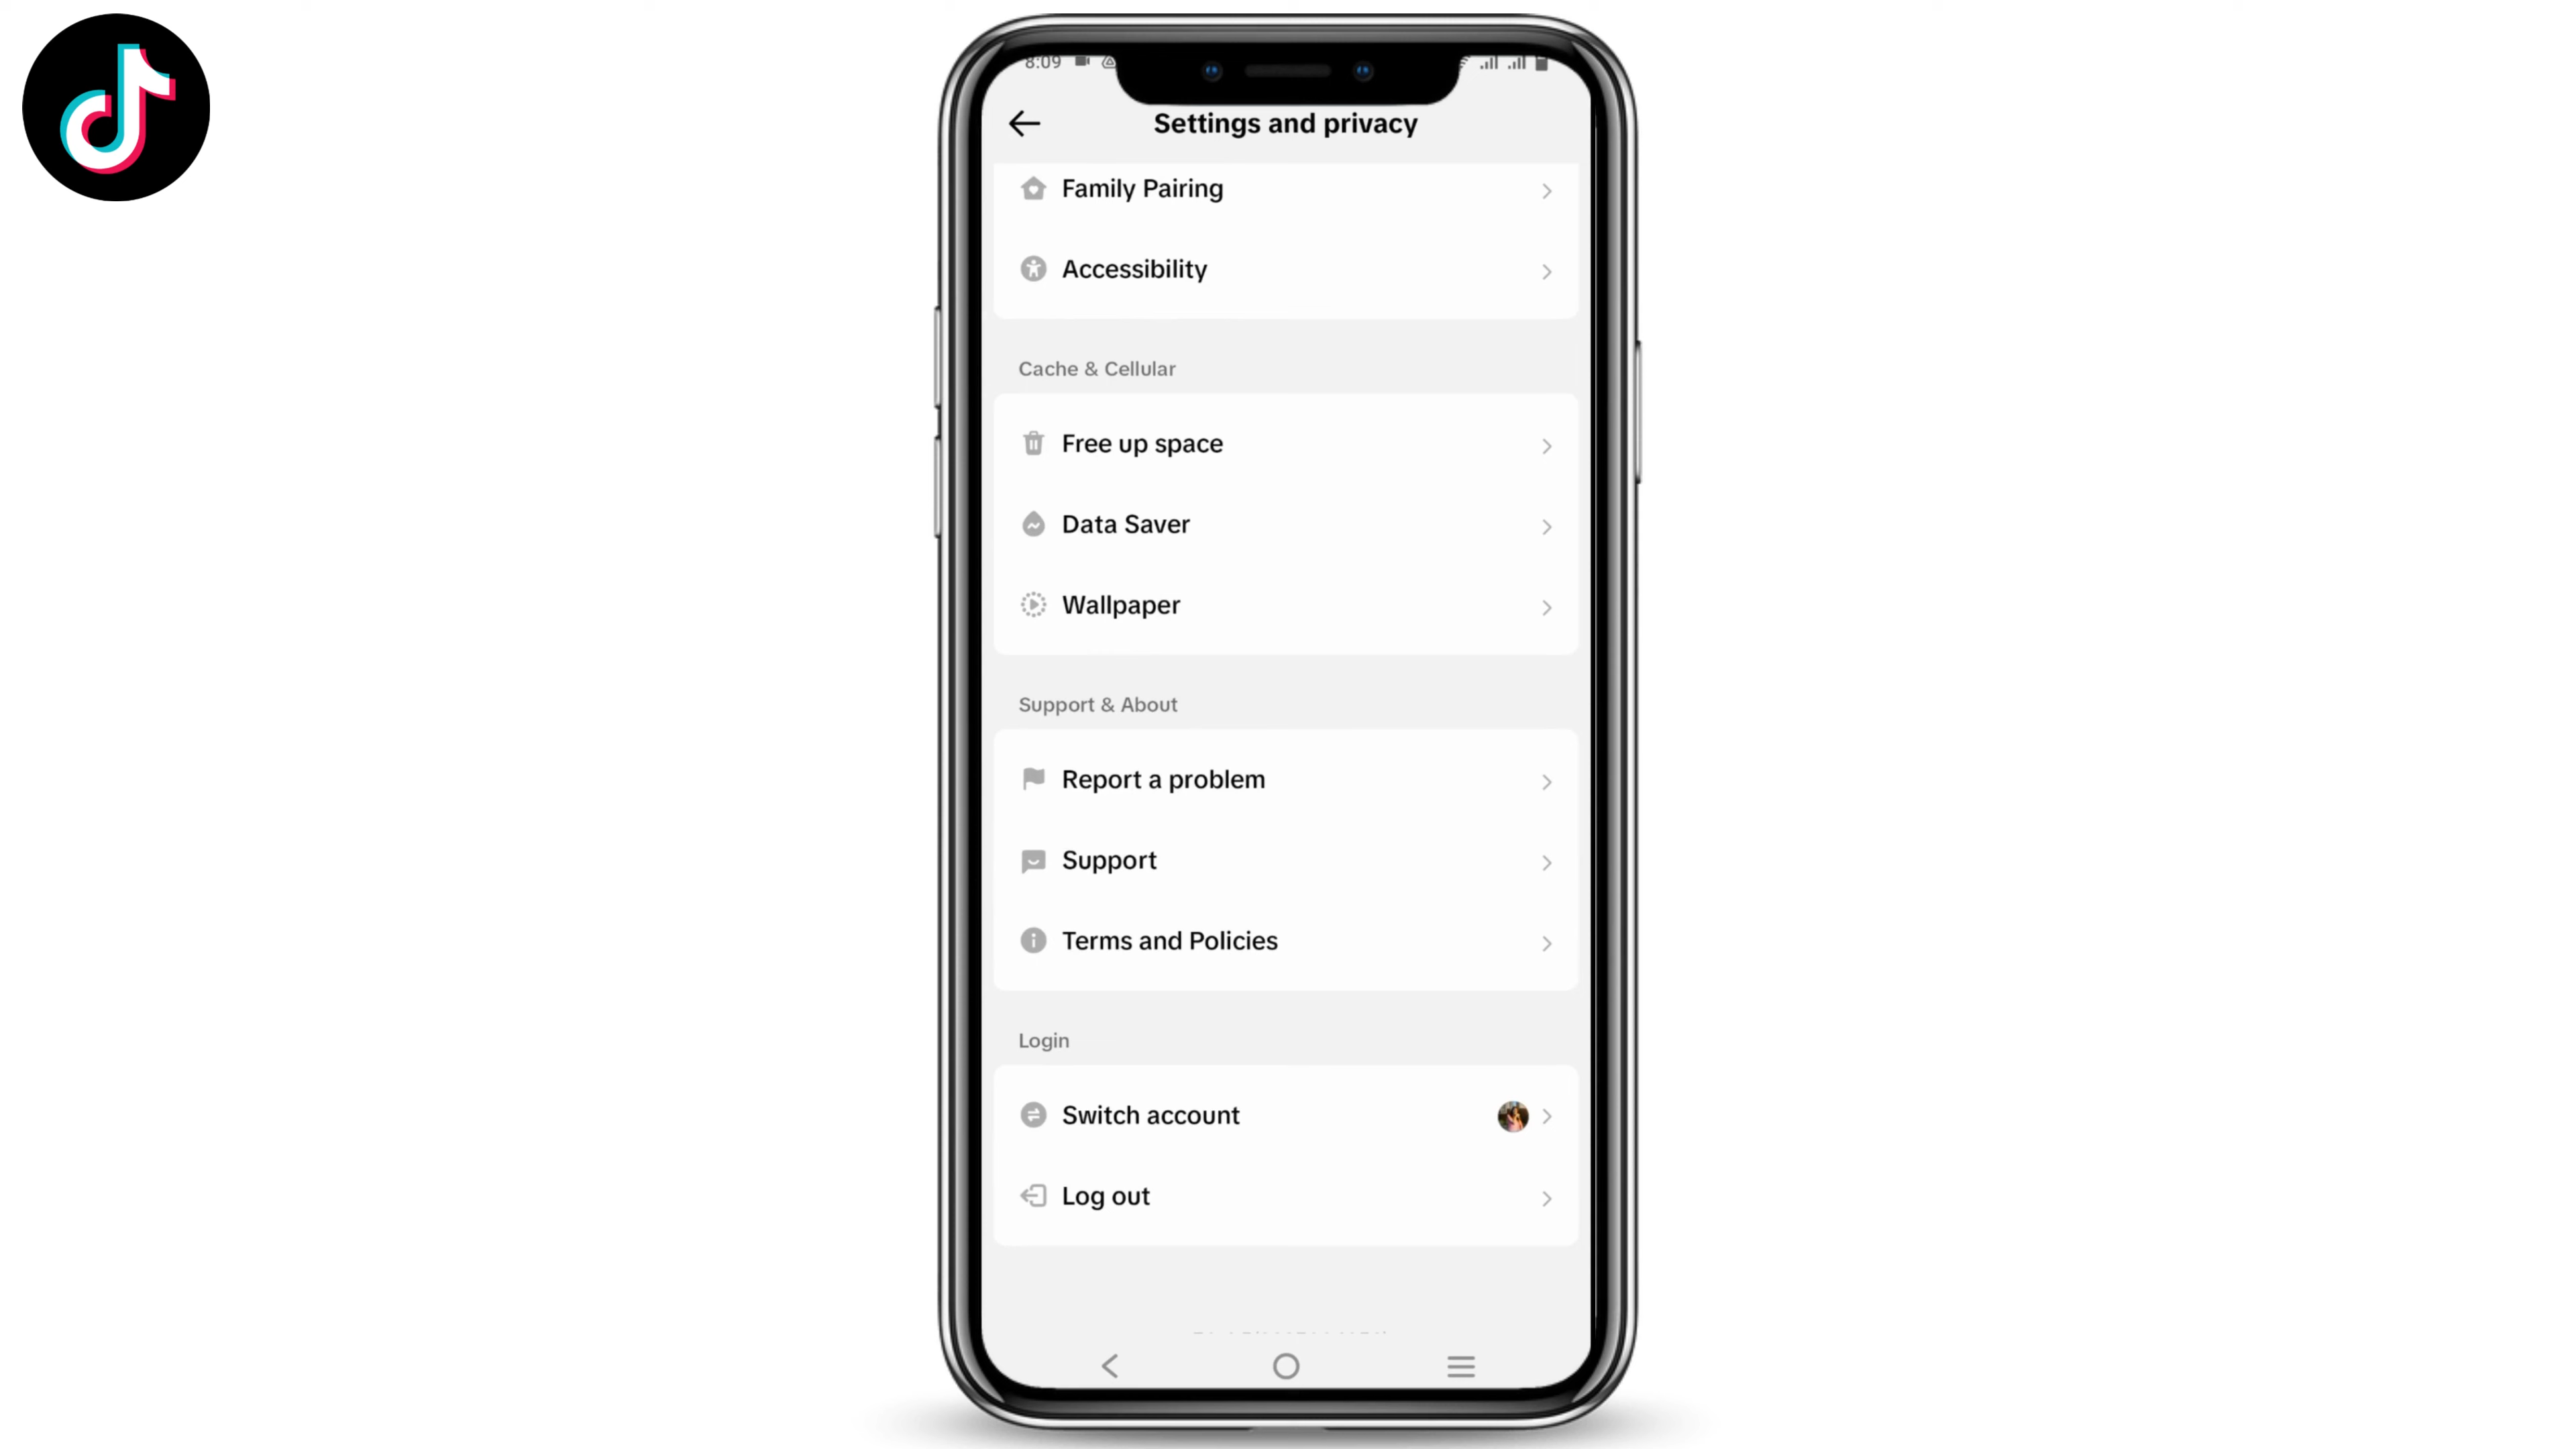 8:09
Settings and privacy
Family Pairing
Accessibility
Cache & Cellular
Free up space
Data Saver
Wallpaper
Support & About
Report a problem
Support
Terms and Policies
Login
Switch account
Log out